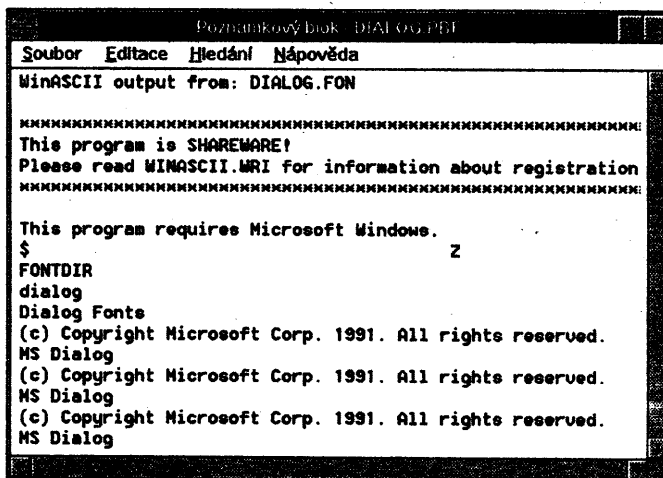 Poznámkový blok - DIALOG.PBF
Soubor Editace Hledání Nápověda
WinASCII output from: DIALOG.FON
******************************************************************
This program is SHAREWARE!
Please read WINASCII.WRI for information about registration
******************************************************************
This program requires Microsoft Windows.
$ Z
FONTDIR
dialog
Dialog Fonts
(c) Copyright Microsoft Corp. 1991. All rights reserved.
MS Dialog
(c) Copyright Microsoft Corp. 1991. All rights reserved.
MS Dialog
(c) Copyright Microsoft Corp. 1991. All rights reserved.
MS Dialog